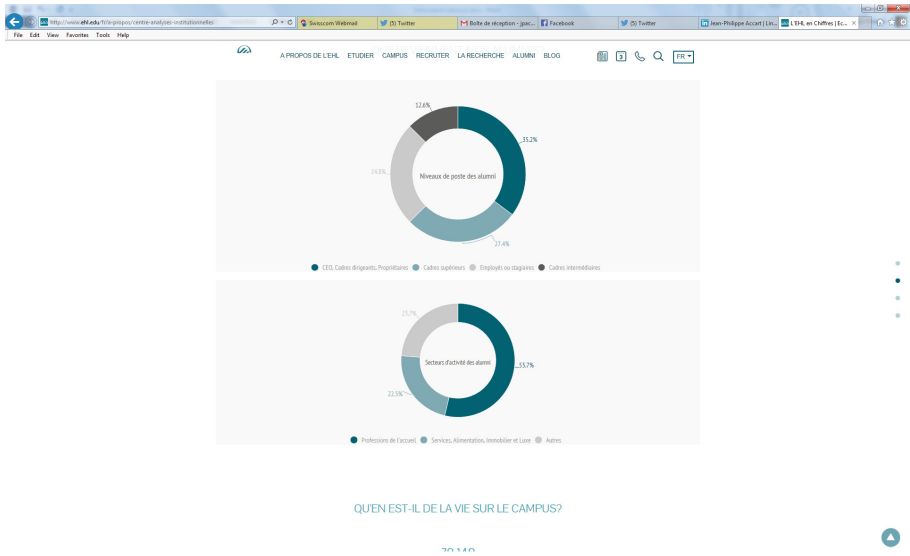 http://www.ehl.edu/fr/a-propos/centre-analyses-institutionnelles
Swisscom Webmail
(5) Twitter
Boîte de réception - jpac...
Facebook
(5) Twitter
Jean-Philippe Accart | Lin...
L'EHL en Chiffres | Ec...
File Edit View Favorites Tools Help
A PROPOS DE L'EHL ETUDIER CAMPUS RECRUTER LA RECHERCHE ALUMNI BLOG FR
12.6%
35.2%
24.8%
Niveaux de poste des alumni
27.4%
CEO, Cadres dirigeants, Propriétaires Cadres supérieurs Employés ou stagiaires Cadres intermédiaires
23.7%
Secteurs d'activité des alumni
53.7%
22.5%
Professions de l'accueil Services, Alimentation, Immobilier et Luxe Autres
QU'EN EST-IL DE LA VIE SUR LE CAMPUS?